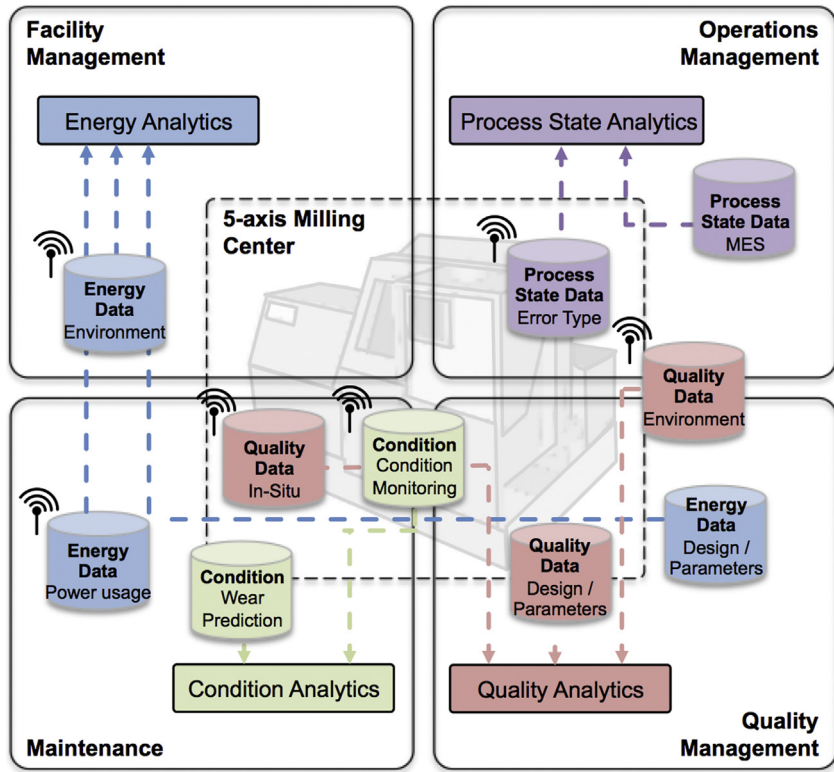 Facility
Management
Operations
Management
Energy Analytics
Process State Analytics
Process
State Data
MES
5-axis Milling
Center
Energy
Data
Environment
Process
State Data
Error Type
Quality
Data
Environment
Quality
Data
In-Situ
Condition
Condition
Monitoring
Energy
Data
Design /
Parameters
Energy
Data
Power usage
Condition
Wear
Prediction
Quality
Data
Design /
Parameters
Condition Analytics
Quality Analytics
Maintenance
Quality
Management